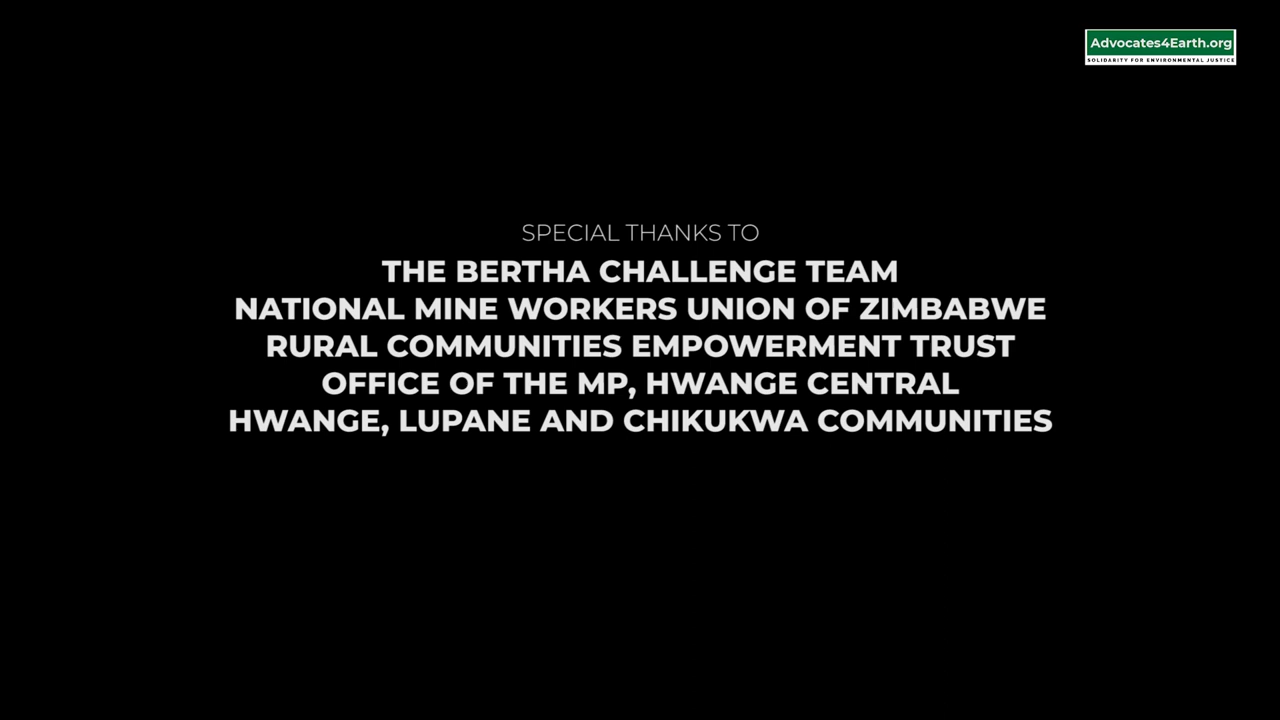 Advocates4Earth.org
SOLIDARITY FOR ENVIRONMENTAL JUSTICE
SPECIAL THANKS TO
THE BERTHA CHALLENGE TEAM
NATIONAL MINE WORKERS UNION OF ZIMBABWE
RURAL COMMUNITIES EMPOWERMENT TRUST
OFFICE OF THE MP, HWANGE CENTRAL
HWANGE, LUPANE AND CHIKUKWA COMMUNITIES